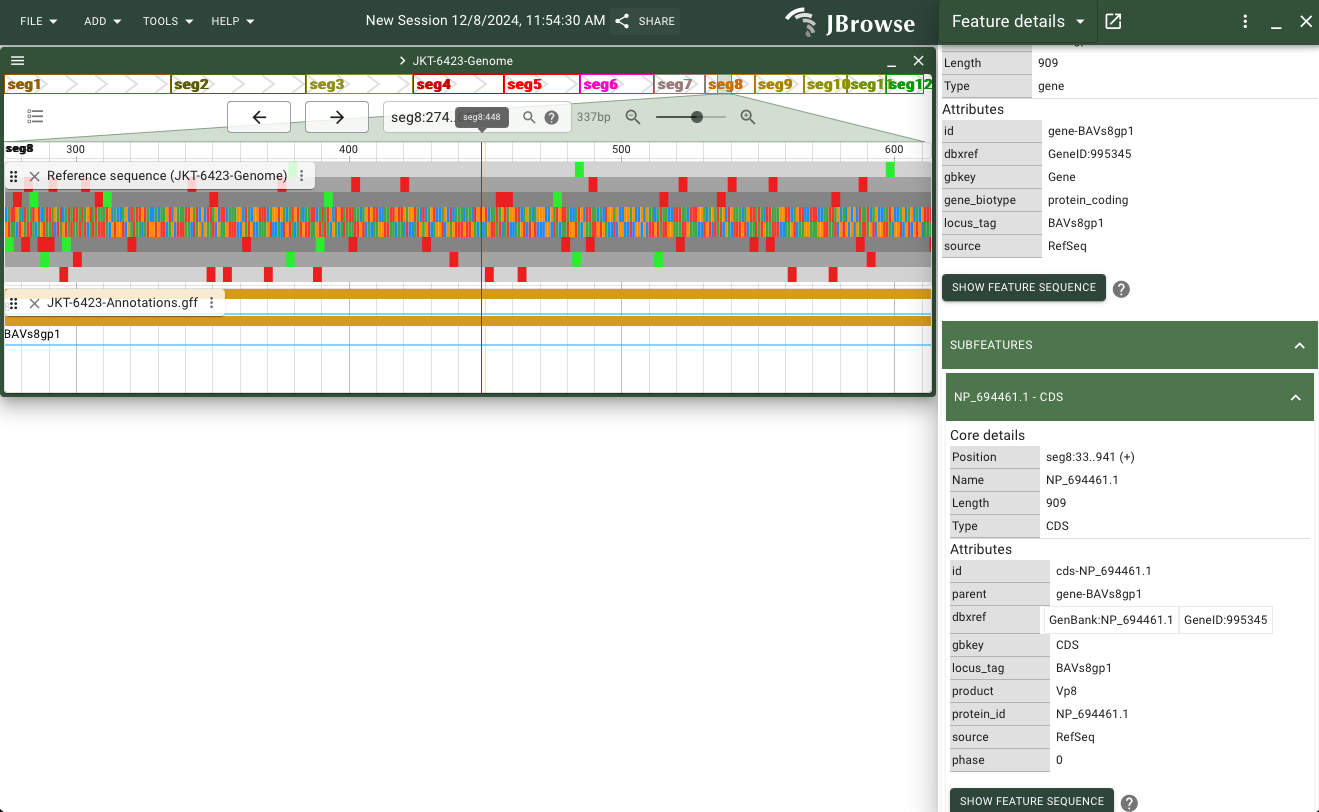 FILE ADD TOOLS HELP New Session 12/8/2024, 11:54:30 AM SHARE JBrowse
JKT-6423-Genome
seg1 seg2 seg3 seg4 seg5 seg6 seg7 seg8 seg9 seg10 seg11 seg12
seg8:274.. seg8:448 337bp
seg8 300 400 500 600
Reference sequence (JKT-6423-Genome)
JKT-6423-Annotations.gff
BAVs8gp1
Feature details
Length 909
Type gene
Attributes
id gene-BAVs8gp1
dbxref GeneID:995345
gbkey Gene
gene_biotype protein_coding
locus_tag BAVs8gp1
source RefSeq
SHOW FEATURE SEQUENCE
SUBFEATURES
NP_694461.1 - CDS
Core details
Position seg8:33..941 (+)
Name NP_694461.1
Length 909
Type CDS
Attributes
id cds-NP_694461.1
parent gene-BAVs8gp1
dbxref GenBank:NP_694461.1 GeneID:995345
gbkey CDS
locus_tag BAVs8gp1
product Vp8
protein_id NP_694461.1
source RefSeq
phase 0
SHOW FEATURE SEQUENCE